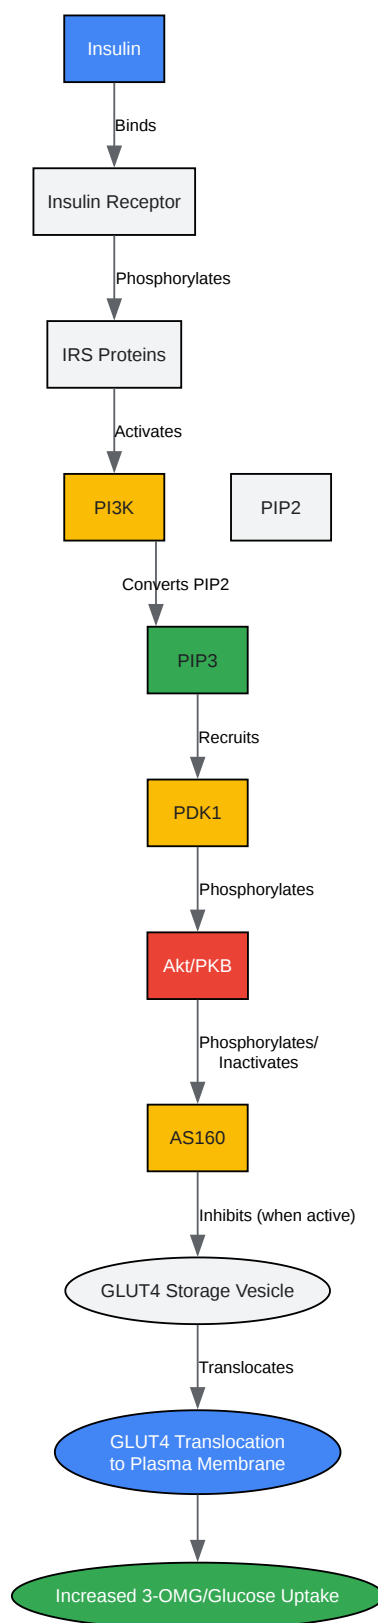 Insulin
Binds
Insulin Receptor
Phosphorylates
IRS Proteins
Activates
PI3K
PIP2
Converts PIP2
PIP3
Recruits
PDK1
Phosphorylates
Akt/PKB
Phosphorylates/
Inactivates
AS160
Inhibits (when active)
GLUT4 Storage Vesicle
Translocates
GLUT4 Translocation
to Plasma Membrane
Increased 3-OMG/Glucose Uptake